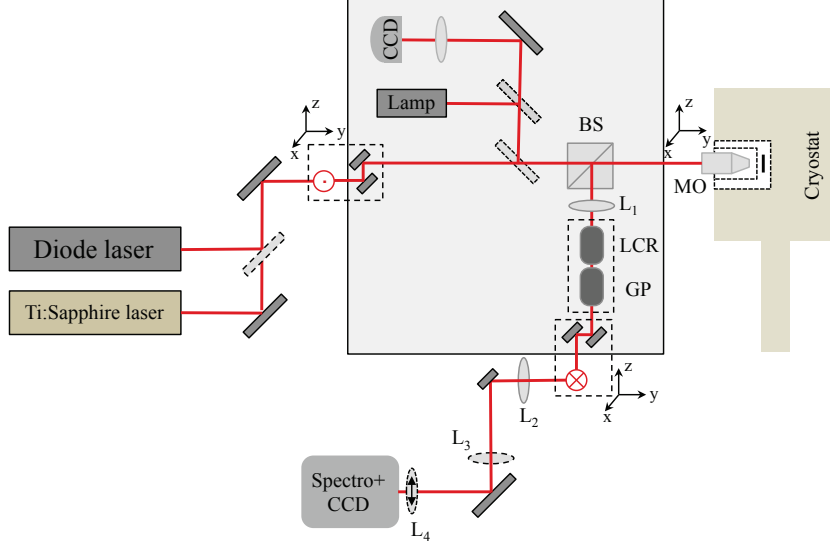 CCD
Lamp
z
y
x
BS
z
y
x
MO
Cryostat
L1
Diode laser
LCR
Ti:Sapphire laser
GP
z
y
x
L2
L3
Spectro+
CCD
L4